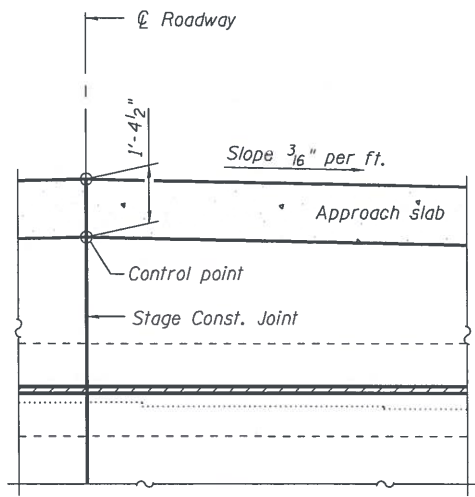 ℄ Roadway
1'-4½"
Slope 3/16" per ft.
Approach slab
Control point
Stage Const. Joint